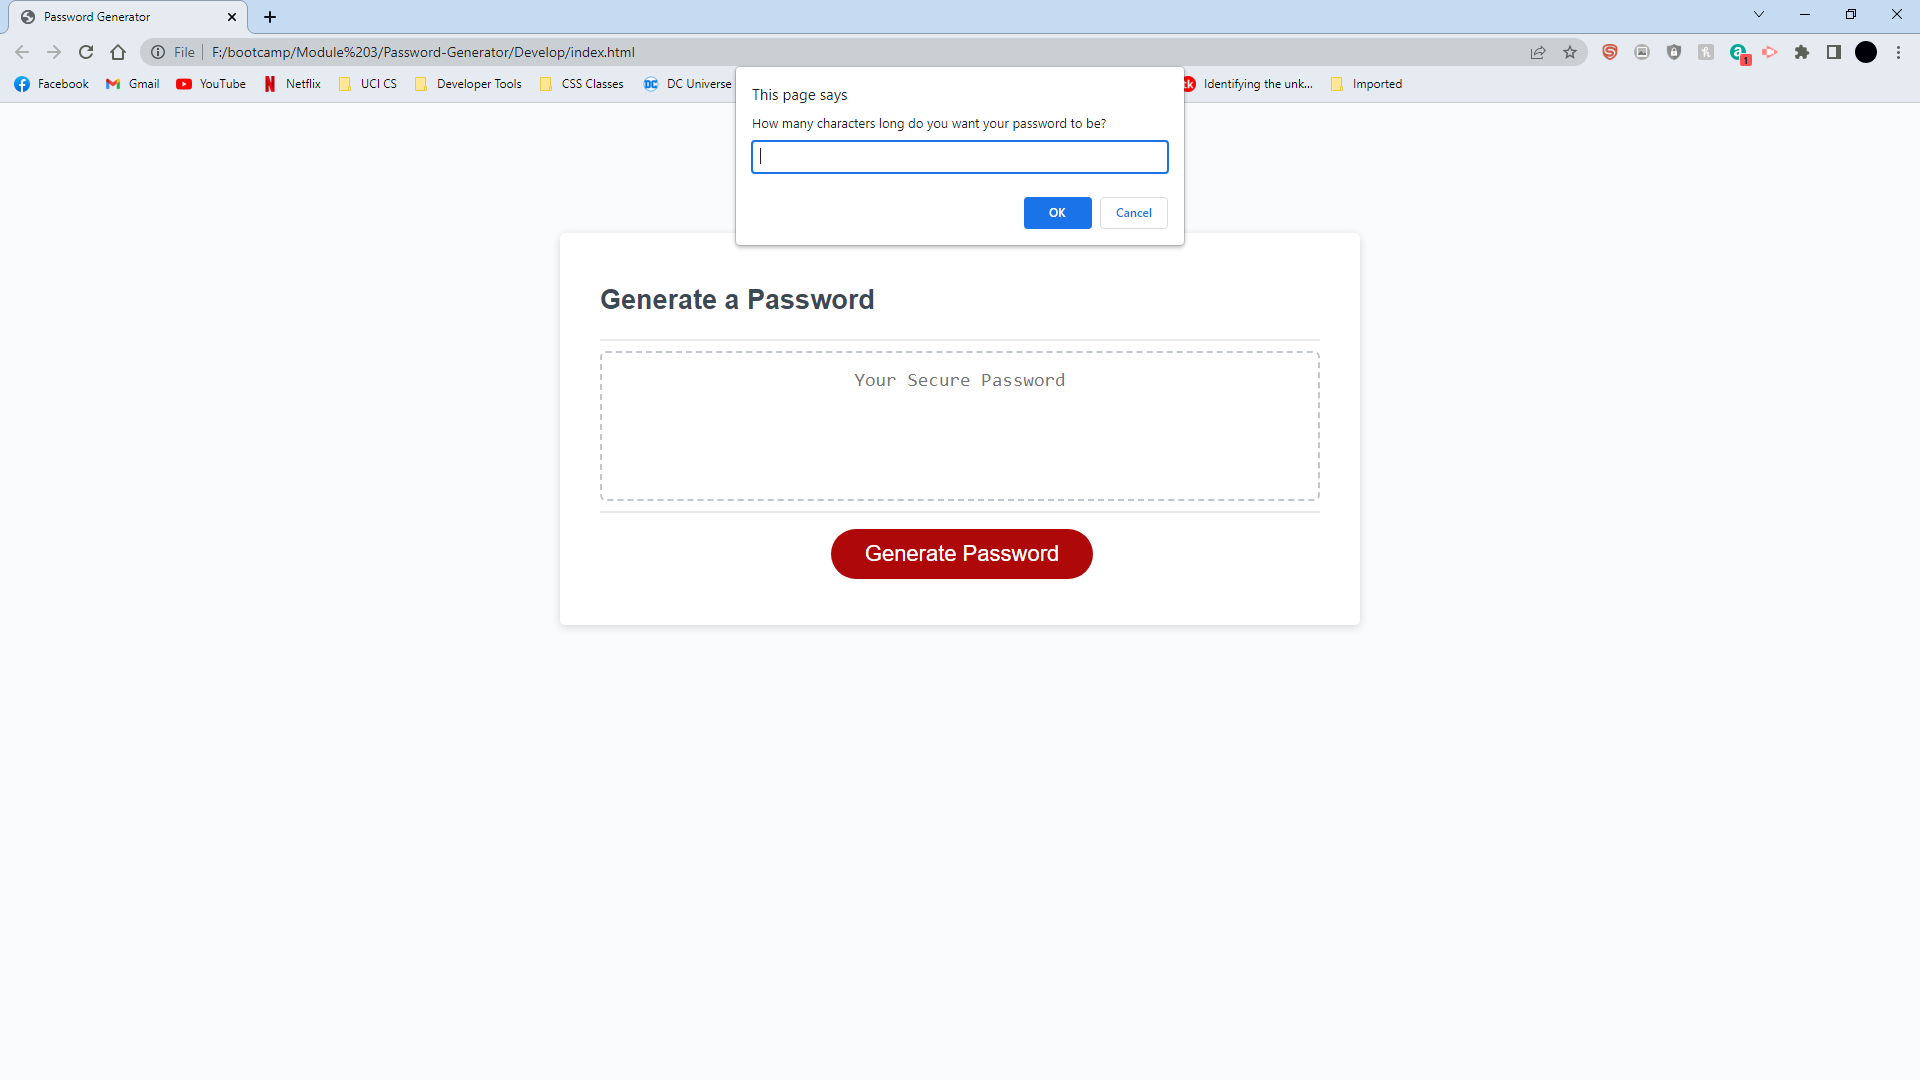 Password Generator
File F:/bootcamp/Module%203/Password-Generator/Develop/index.html
1
Facebook Gmail YouTube Netflix UCI CS Developer Tools CSS Classes DC DC Universe Identifying the unk... Imported
This page says
How many characters long do you want your password to be?
OK Cancel
Generate a Password
Your Secure Password
Generate Password